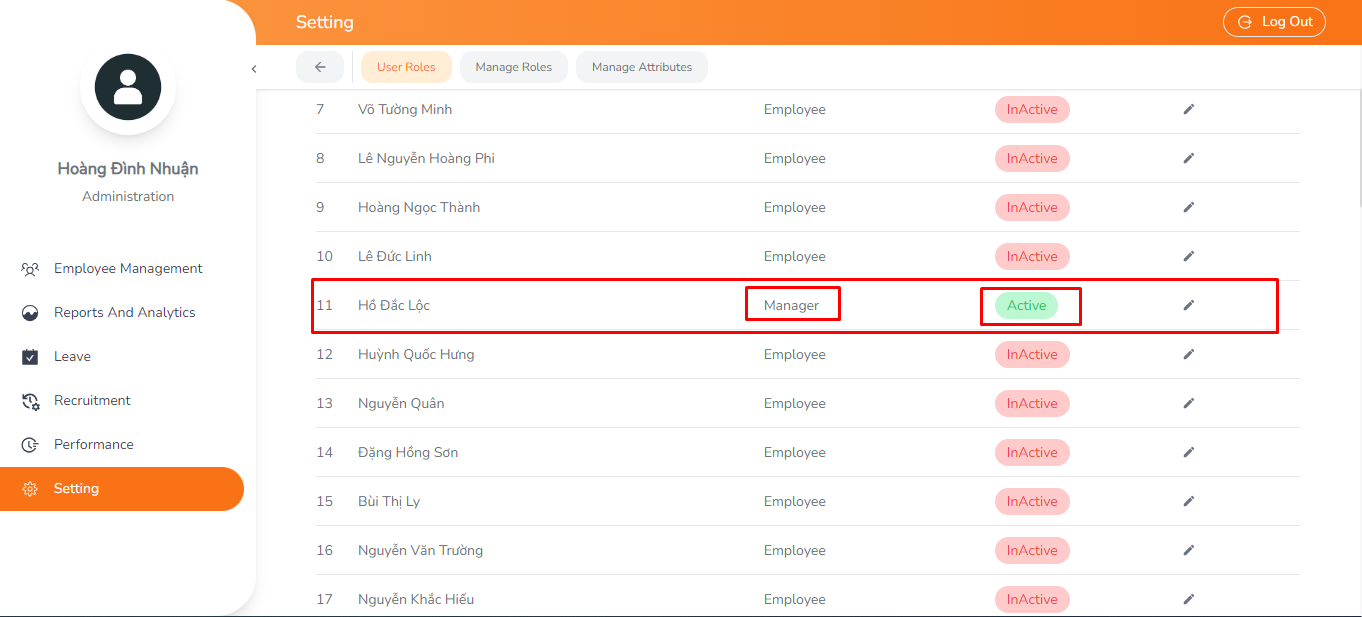 Setting
Log Out
User Roles
Manage Roles
Manage Attributes
Hoàng Đình Nhuận
Administration
Employee Management
Reports And Analytics
Leave
Recruitment
Performance
Setting
7 Võ Tường Minh Employee InActive
8 Lê Nguyễn Hoàng Phi Employee InActive
9 Hoàng Ngọc Thành Employee InActive
10 Lê Đức Linh Employee InActive
11 Hồ Đắc Lộc Manager Active
12 Huỳnh Quốc Hưng Employee InActive
13 Nguyễn Quân Employee InActive
14 Đặng Hồng Sơn Employee InActive
15 Bùi Thị Ly Employee InActive
16 Nguyễn Văn Trường Employee InActive
17 Nguyễn Khắc Hiếu Employee InActive